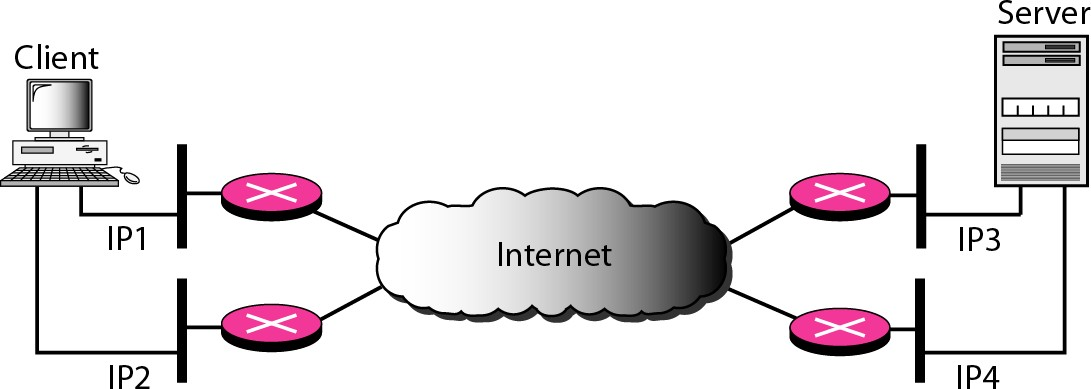 Server
Client
Internet
IP1
IP3
IP2
IP4